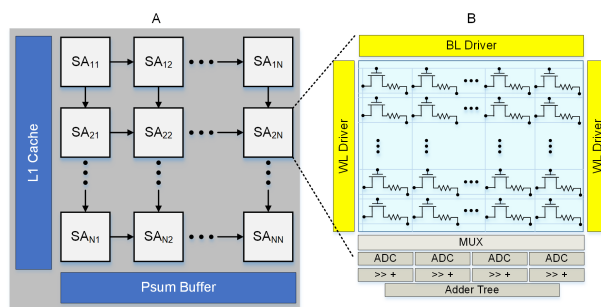 A
B
L1 Cache
SA11 SA12 SA1N
SA21 SA22 SA2N
SAN1 SAN2 SANN
Psum Buffer
BL Driver
WL Driver
WL Driver
MUX
ADC ADC ADC ADC
>> + >> + >> + >> +
Adder Tree